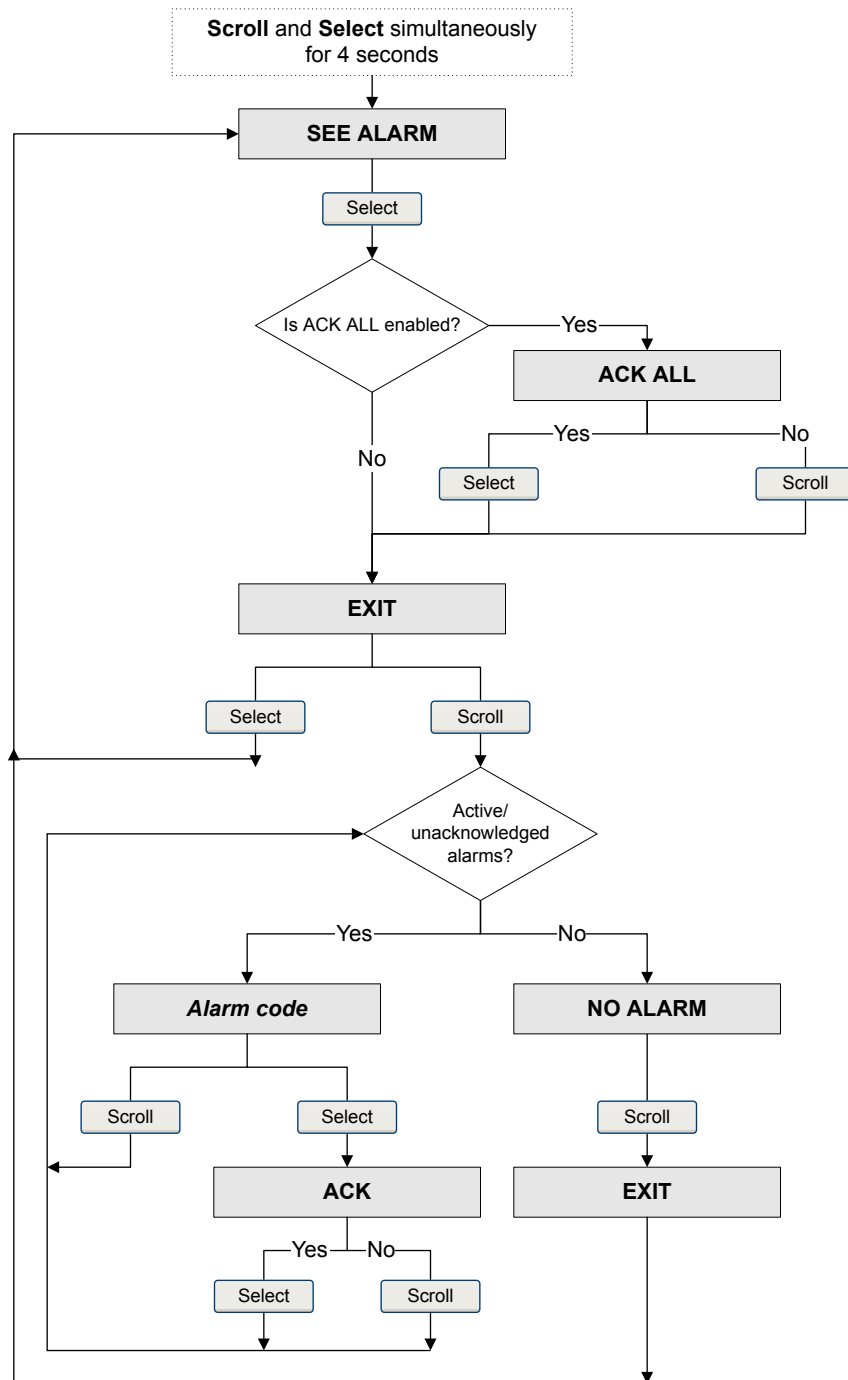 Scroll and Select simultaneously
for 4 seconds
SEE ALARM
Select
Is ACK ALL enabled?
Yes
ACK ALL
Yes
No
No
Select
Scroll
EXIT
Select
Scroll
Active/
unacknowledged
alarms?
Yes
No
Alarm code
NO ALARM
Scroll
Select
Scroll
ACK
EXIT
Yes
No
Select
Scroll